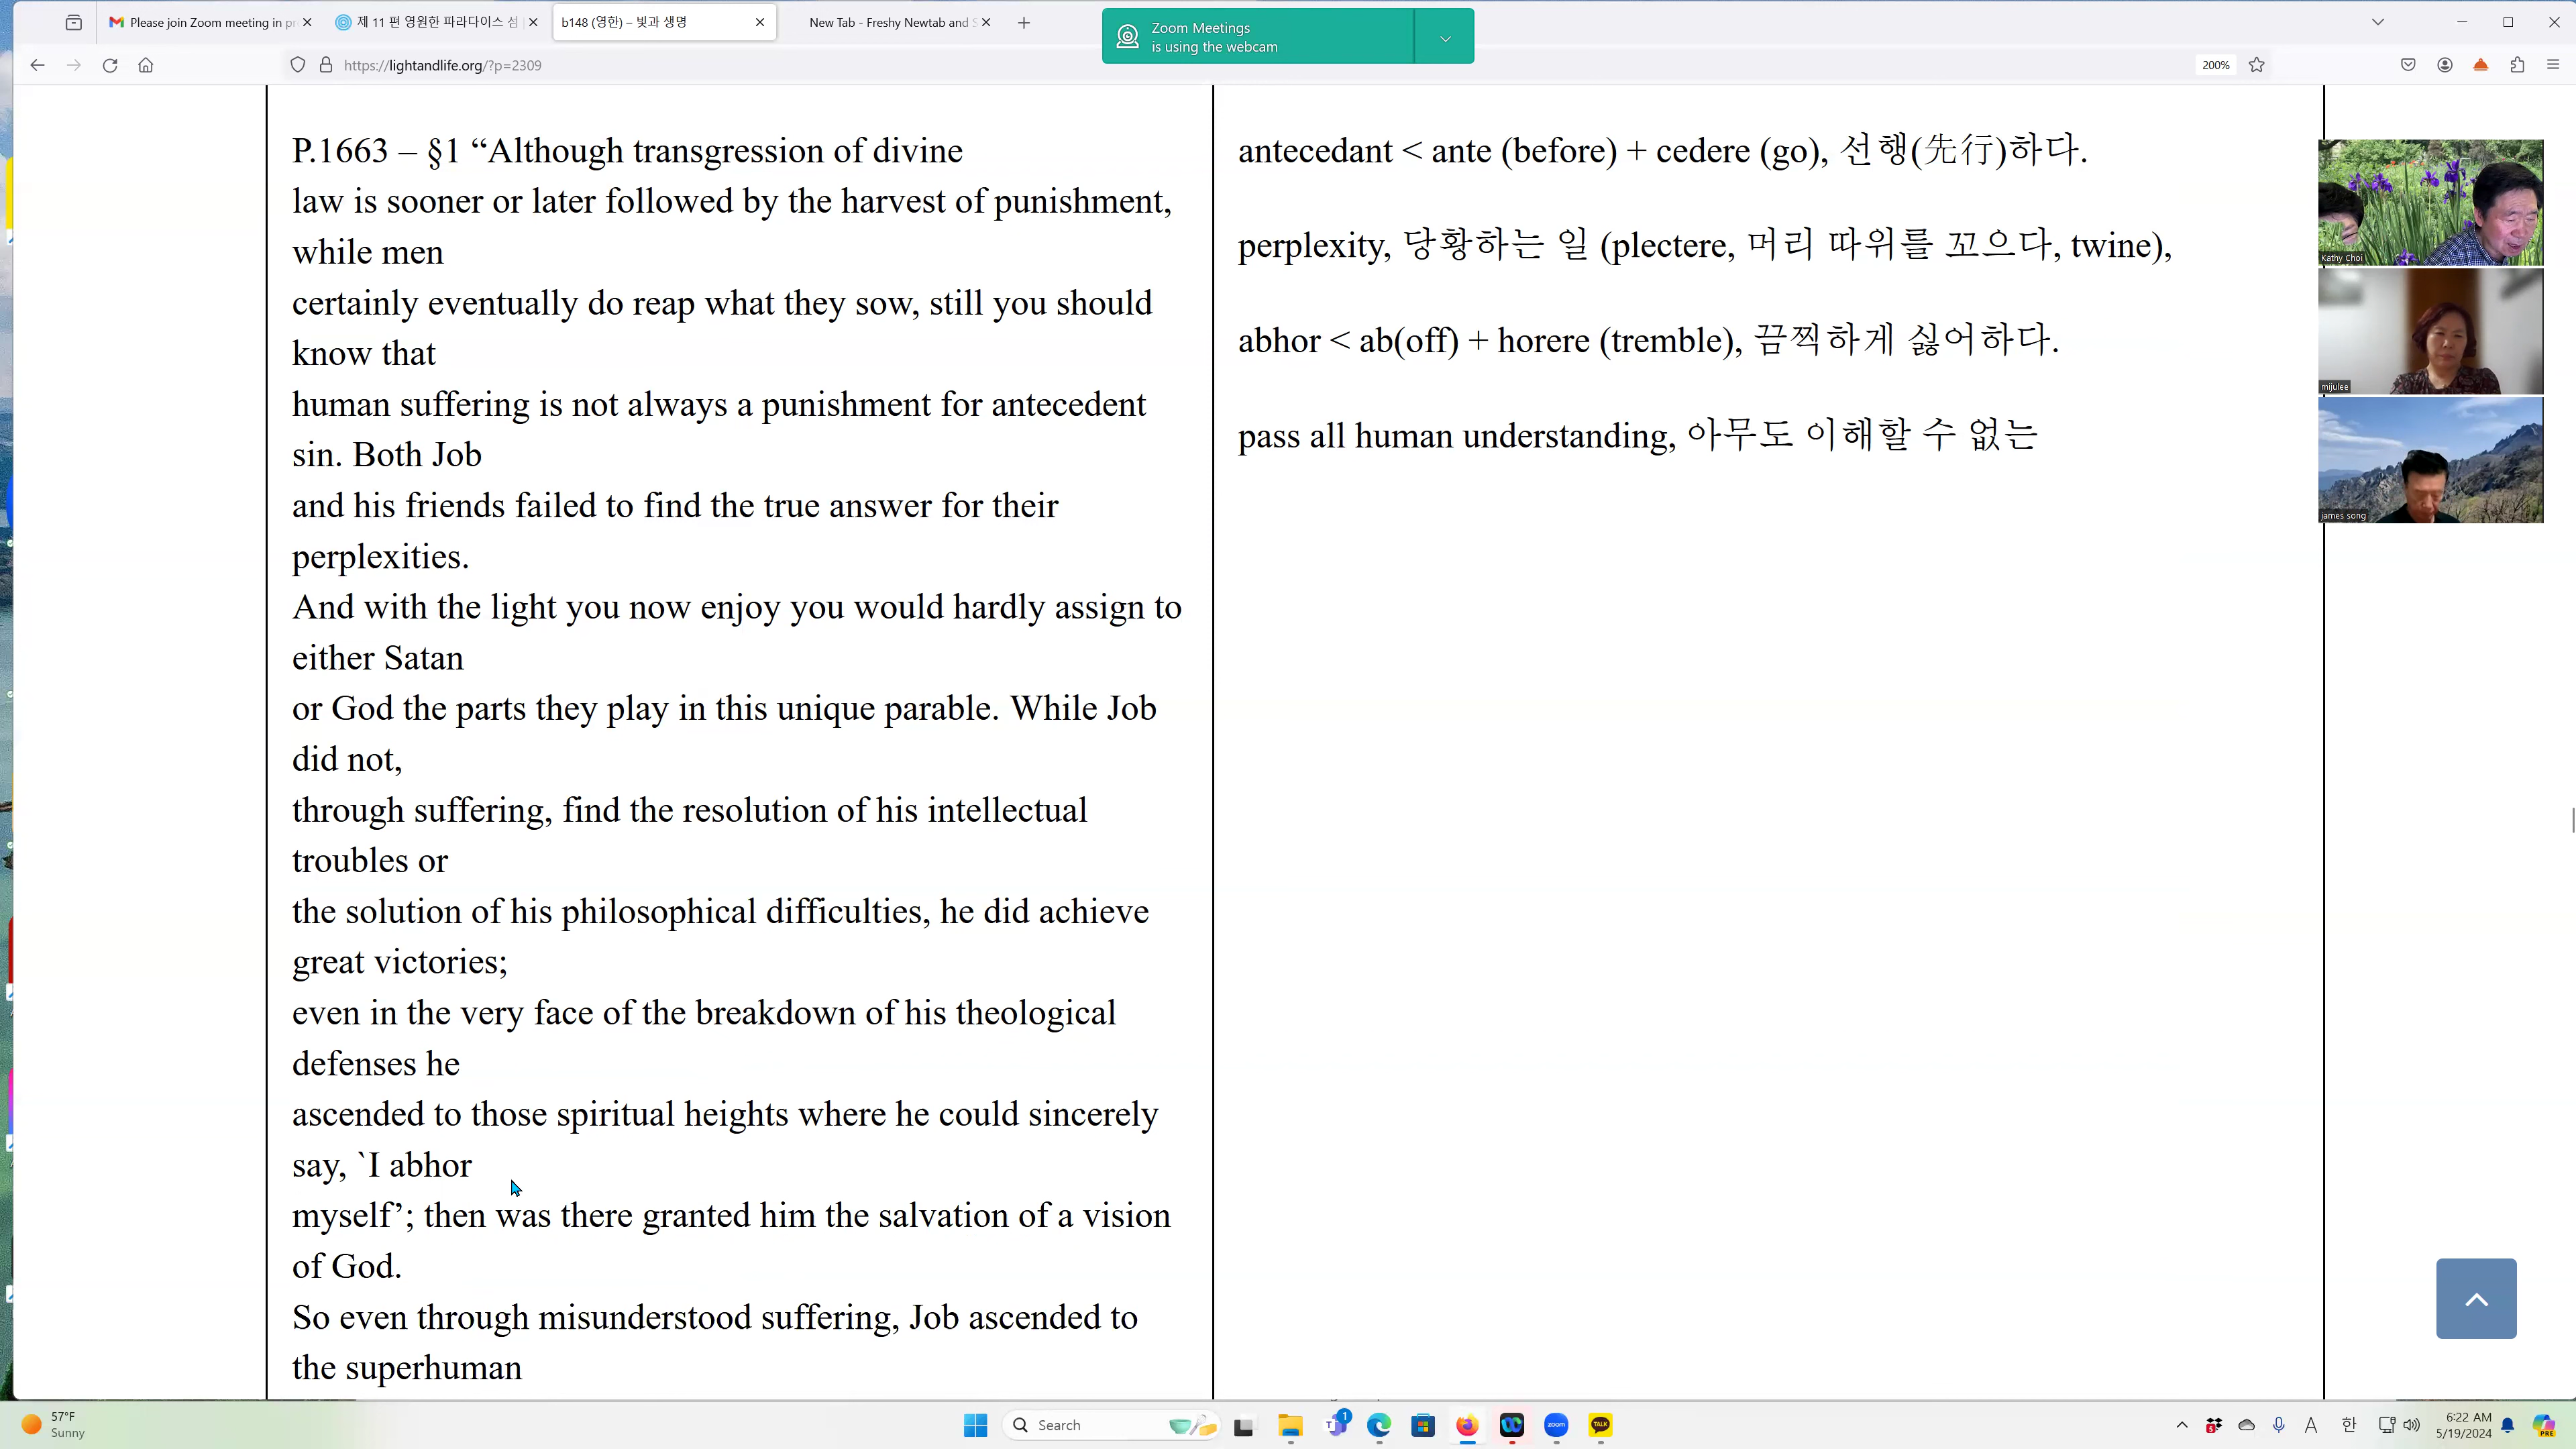 Please join Zoom meeting in pr
제 11 편 영원한 파라다이스 섬
b148 (영한) – 빛과 생명
New Tab - Freshy Newtab and S
Zoom Meetings
is using the webcam
https://lightandlife.org/?p=2309
200%
P.1663 – §1 “Although transgression of divine
law is sooner or later followed by the harvest of punishment,
while men
certainly eventually do reap what they sow, still you should
know that
human suffering is not always a punishment for antecedent
sin. Both Job
and his friends failed to find the true answer for their
perplexities.
And with the light you now enjoy you would hardly assign to
either Satan
or God the parts they play in this unique parable. While Job
did not,
through suffering, find the resolution of his intellectual
troubles or
the solution of his philosophical difficulties, he did achieve
great victories;
even in the very face of the breakdown of his theological
defenses he
ascended to those spiritual heights where he could sincerely
say, `I abhor
myself’; then was there granted him the salvation of a vision
of God.
So even through misunderstood suffering, Job ascended to
the superhuman
antecedant < ante (before) + cedere (go), 선행(先行)하다.
perplexity, 당황하는 일 (plectere, 머리 따위를 꼬으다, twine),
abhor < ab(off) + horere (tremble), 끔찍하게 싫어하다.
pass all human understanding, 아무도 이해할 수 없는
Kathy Choi
mijulee
james song
57°F
Sunny
Search
1
zoom
TALK
A
한
6:22 AM
5/19/2024
PRE